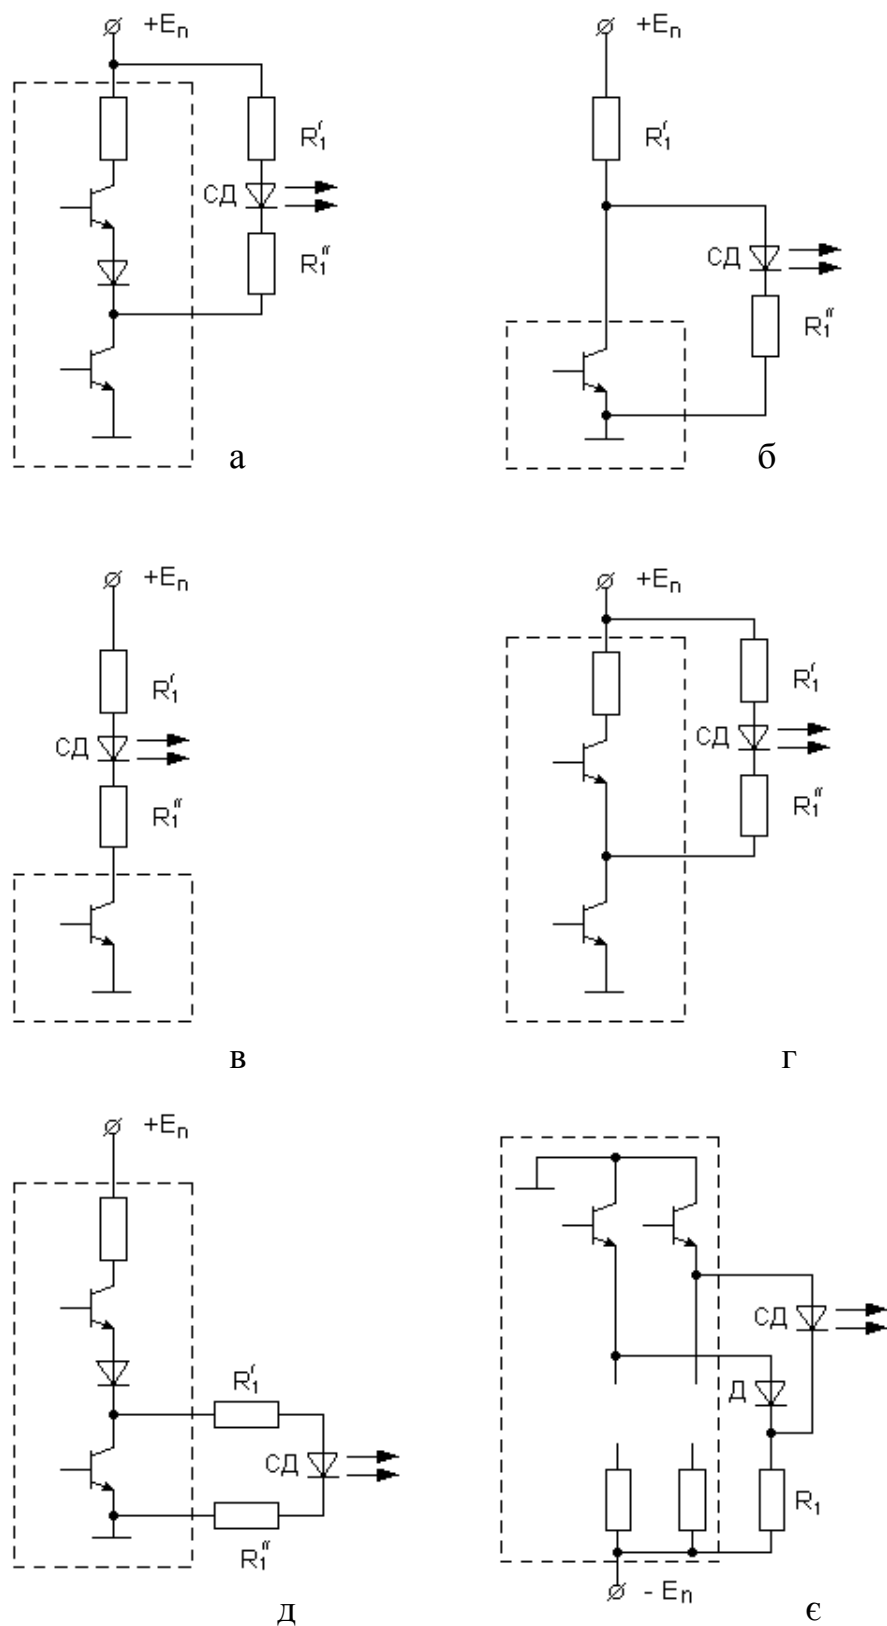 +Eп +Eп
R₁′ R₁′
СД
R₁″ СД
R₁″
а б
+Eп +Eп
R₁′ R₁′
СД СД
R₁″ R₁″
в г
+Eп
СД
R₁′ Д
СД
R₁
R₁″
- Eп
д є